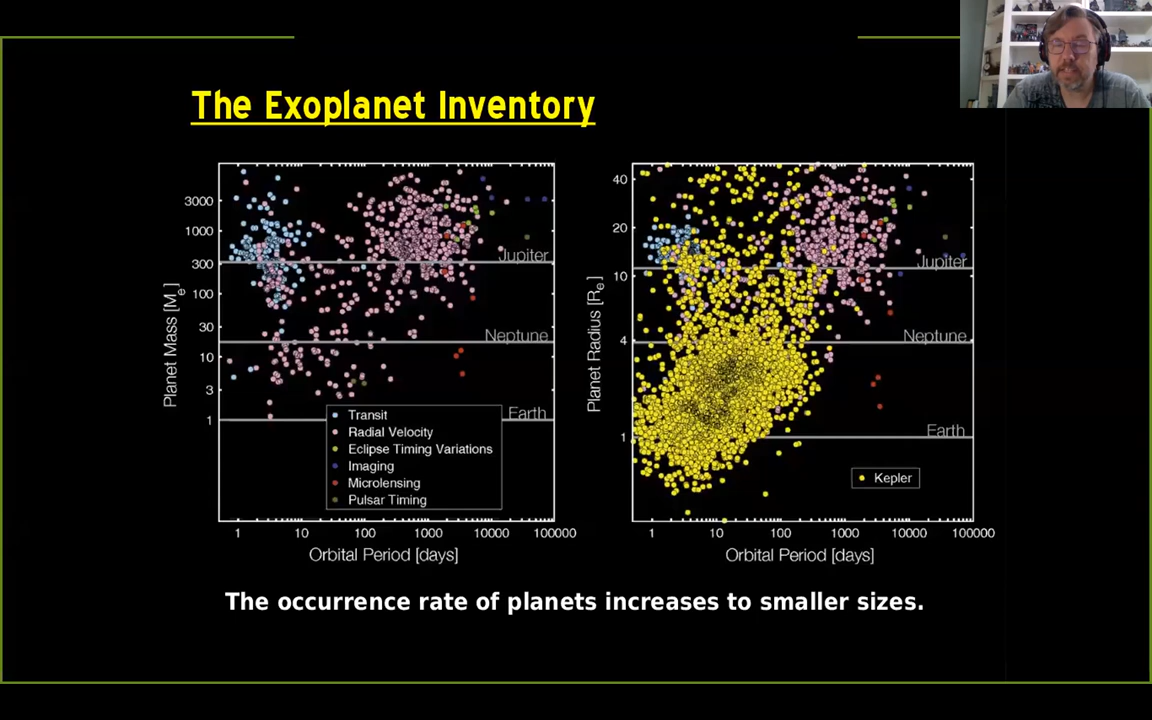 The Exoplanet Inventory
3000
1000
300
100
30
10
3
1
Planet Mass [Me]
Jupiter
Neptune
Earth
Transit
Radial Velocity
Eclipse Timing Variations
Imaging
Microlensing
Pulsar Timing
1 10 100 1000 10000 100000
Orbital Period [days]
40
20
10
4
1
Planet Radius [Re]
Jupiter
Neptune
Earth
Kepler
1 10 100 1000 10000 100000
Orbital Period [days]
The occurrence rate of planets increases to smaller sizes.